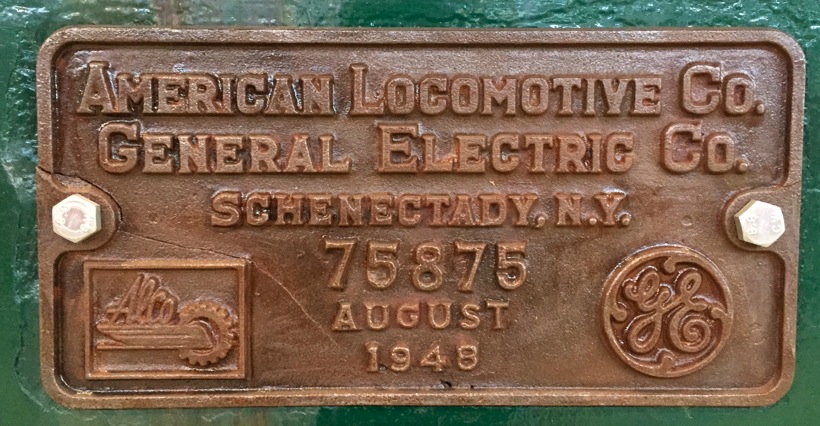 AMERICAN LOCOMOTIVE CO.
GENERAL ELECTRIC CO.
SCHENECTADY, N.Y.
75875
AUGUST
1948
Alco
GE